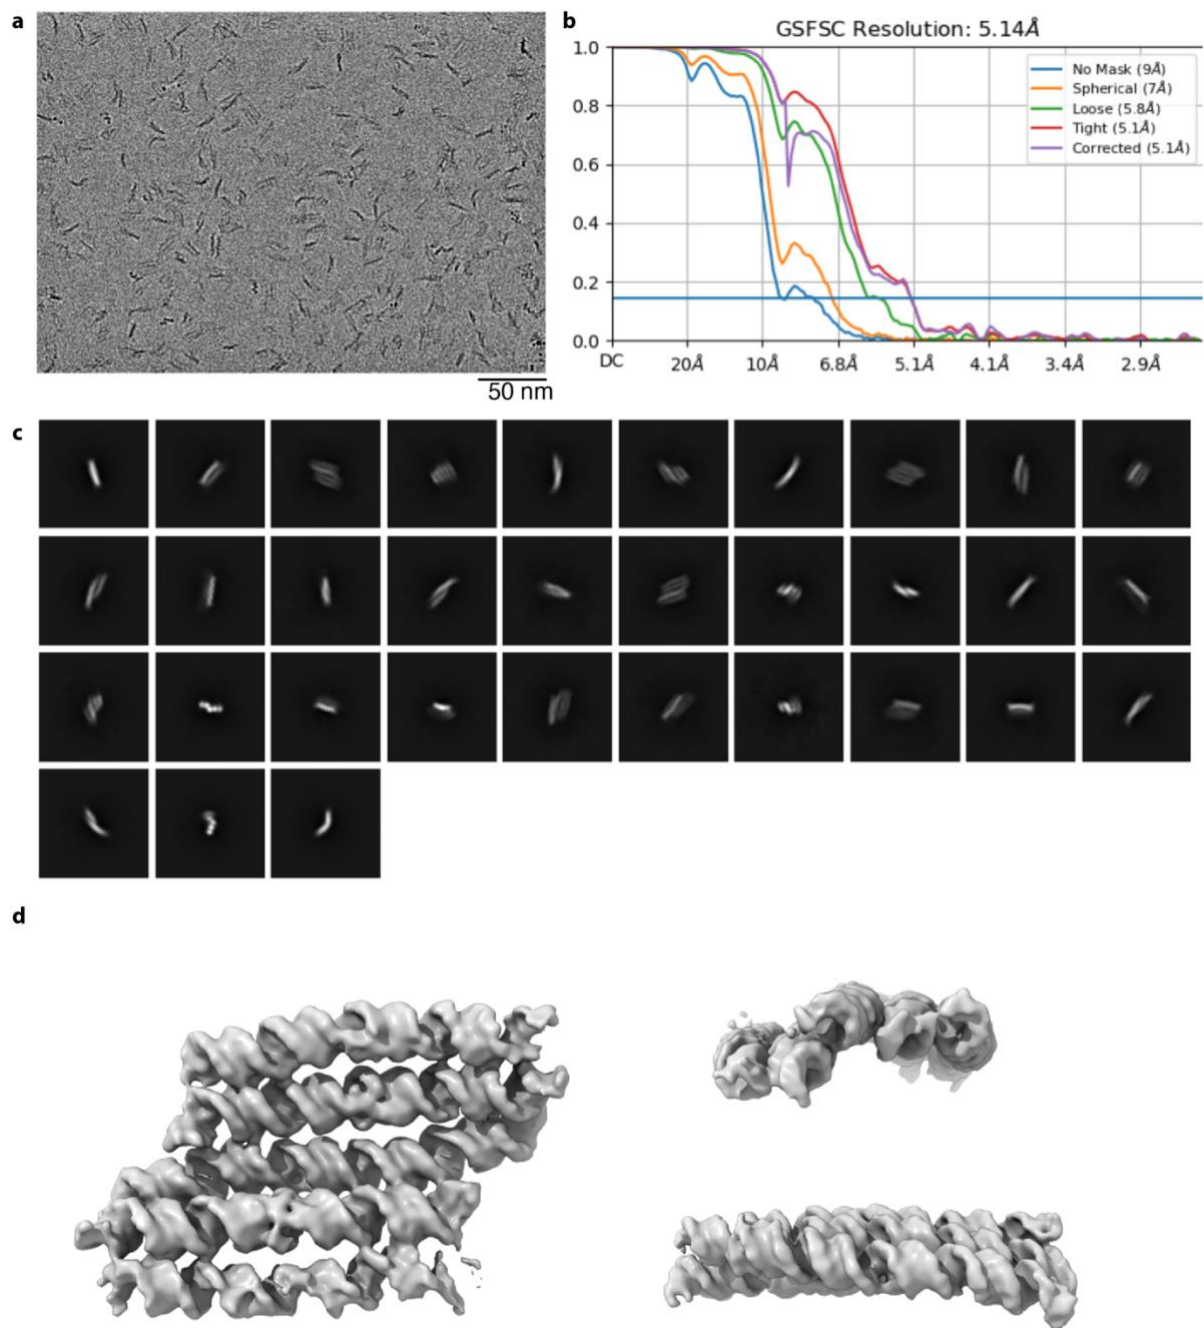 a
50 nm
b
GSFSC Resolution: 5.14Å
1.0
0.8
0.6
0.4
0.2
0.0
No Mask (9Å)
Spherical (7Å)
Loose (5.8Å)
Tight (5.1Å)
Corrected (5.1Å)
DC 20Å 10Å 6.8Å 5.1Å 4.1Å 3.4Å 2.9Å
c
d